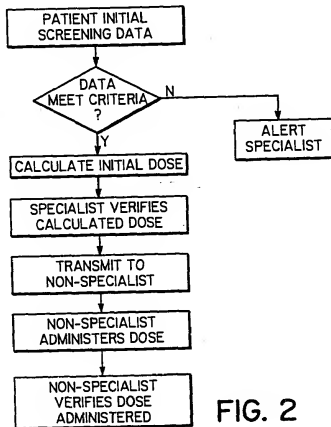 PATIENT INITIAL
SCREENING DATA
DATA
MEET CRITERIA
?
N
Y
ALERT
SPECIALIST
CALCULATE INITIAL DOSE
SPECIALIST VERIFIES
CALCULATED DOSE
TRANSMIT TO
NON-SPECIALIST
NON-SPECIALIST
ADMINISTERS DOSE
NON-SPECIALIST
VERIFIES DOSE
ADMINISTERED
FIG. 2